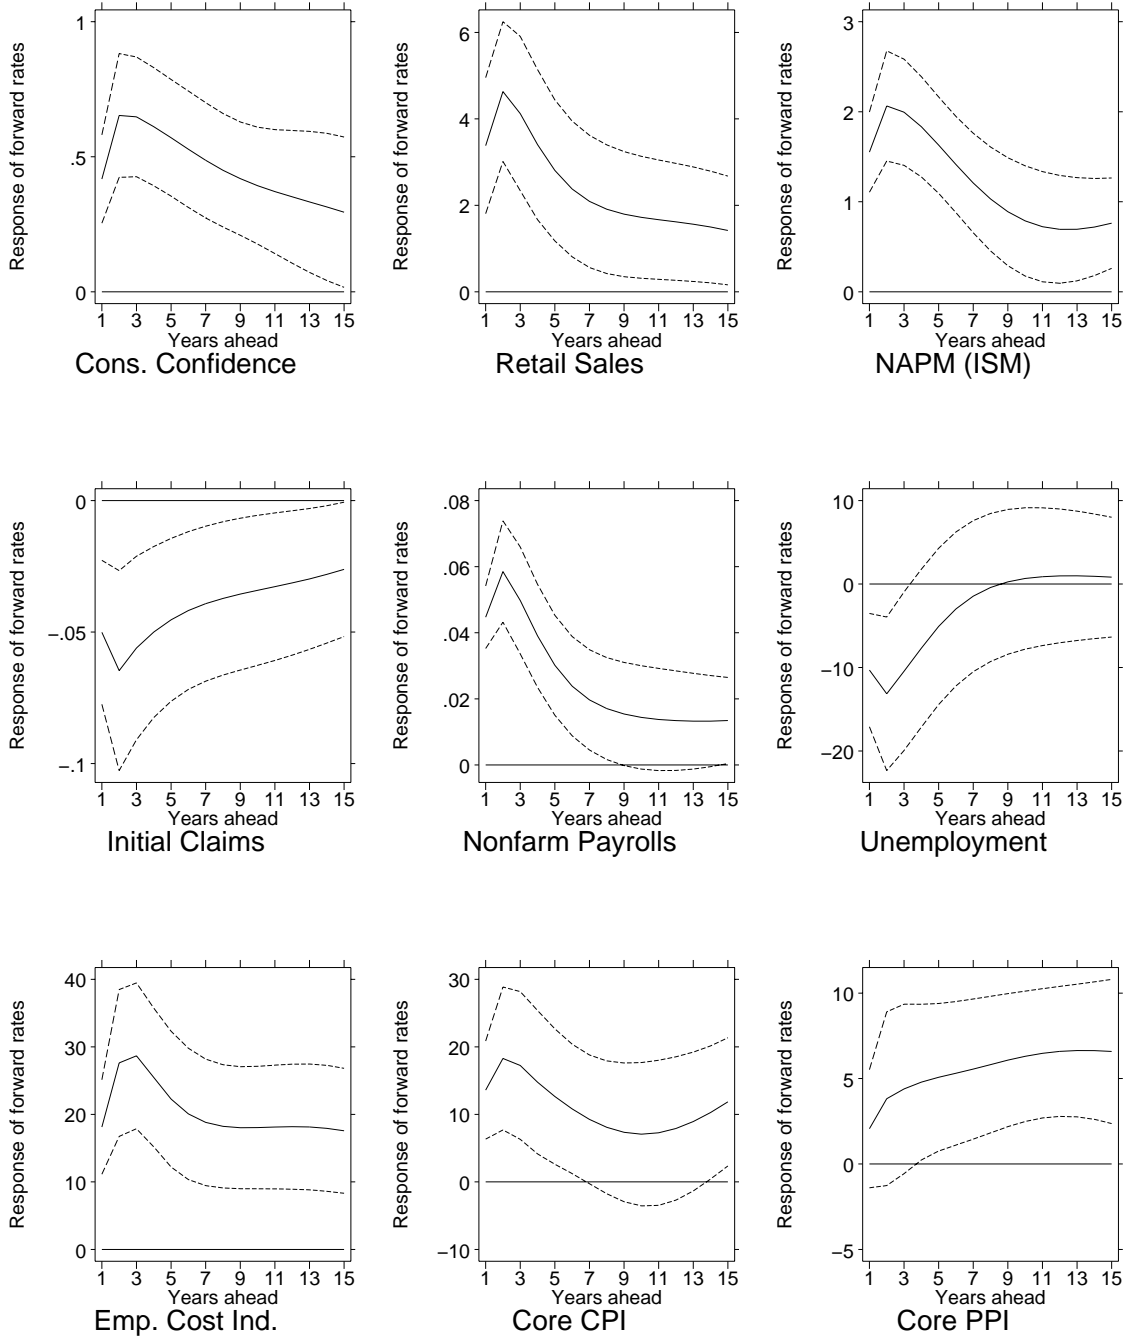 Response of forward rates
1
.5
0
1 3 5 7 9 11 13 15
Years ahead
Cons. Confidence
Response of forward rates
6
4
2
0
1 3 5 7 9 11 13 15
Years ahead
Retail Sales
Response of forward rates
3
2
1
0
1 3 5 7 9 11 13 15
Years ahead
NAPM (ISM)
Response of forward rates
0
−.05
−.1
1 3 5 7 9 11 13 15
Years ahead
Initial Claims
Response of forward rates
.08
.06
.04
.02
0
1 3 5 7 9 11 13 15
Years ahead
Nonfarm Payrolls
Response of forward rates
10
0
−10
−20
1 3 5 7 9 11 13 15
Years ahead
Unemployment
Response of forward rates
40
30
20
10
0
1 3 5 7 9 11 13 15
Years ahead
Emp. Cost Ind.
Response of forward rates
30
20
10
0
−10
1 3 5 7 9 11 13 15
Years ahead
Core CPI
Response of forward rates
10
5
0
−5
1 3 5 7 9 11 13 15
Years ahead
Core PPI